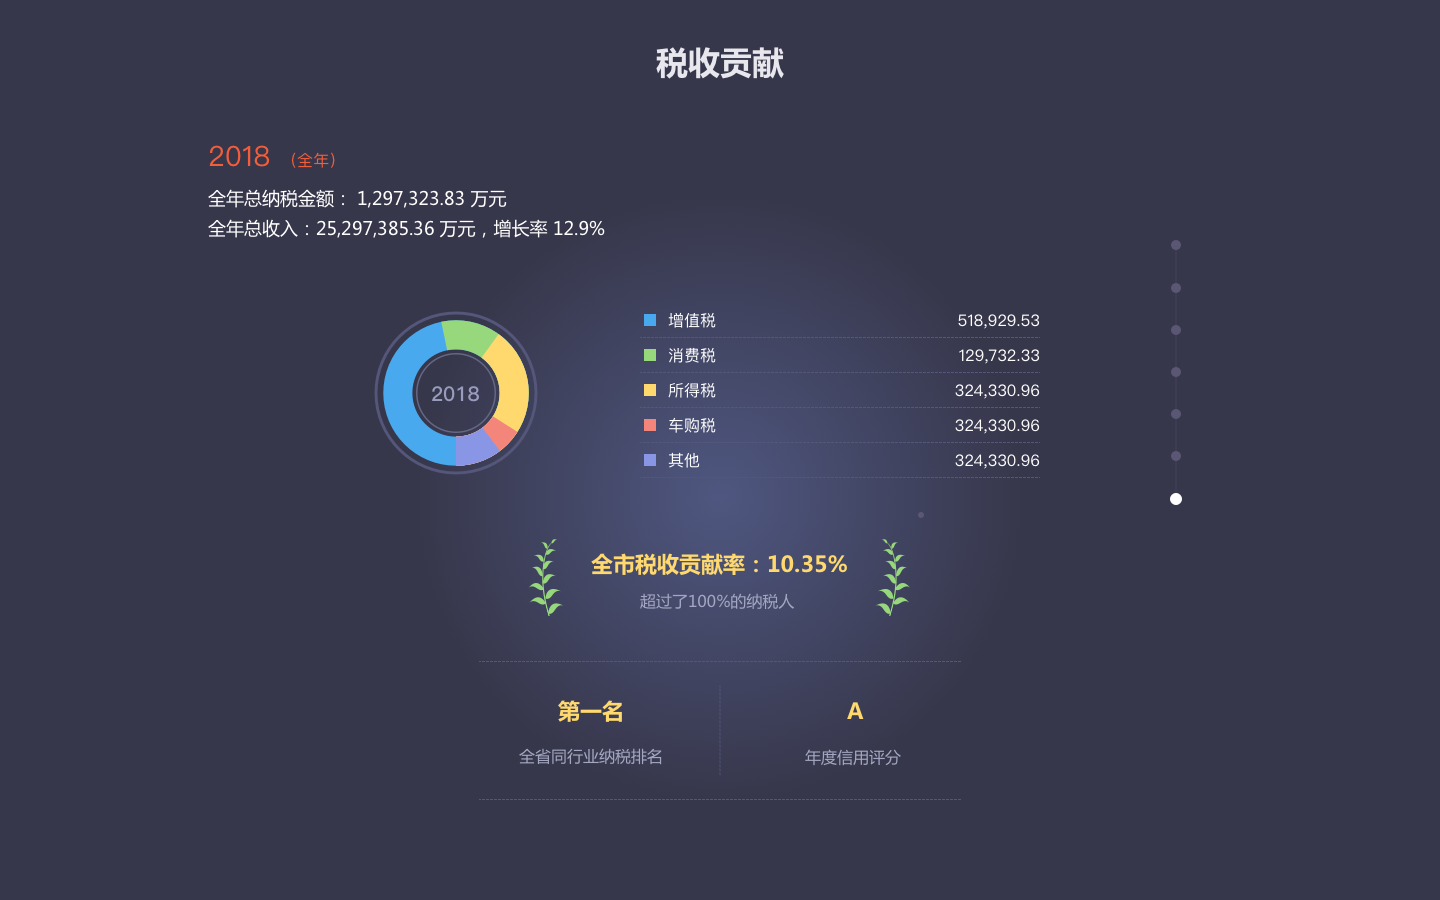 税收贡献
2018 （全年）
全年总纳税金额： 1,297,323.83 万元
全年总收入：25,297,385.36 万元，增长率 12.9%
2018
增值税 518,929.53
消费税 129,732.33
所得税 324,330.96
车购税 324,330.96
其他 324,330.96
全市税收贡献率：10.35%
超过了100%的纳税人
第一名
全省同行业纳税排名
A
年度信用评分